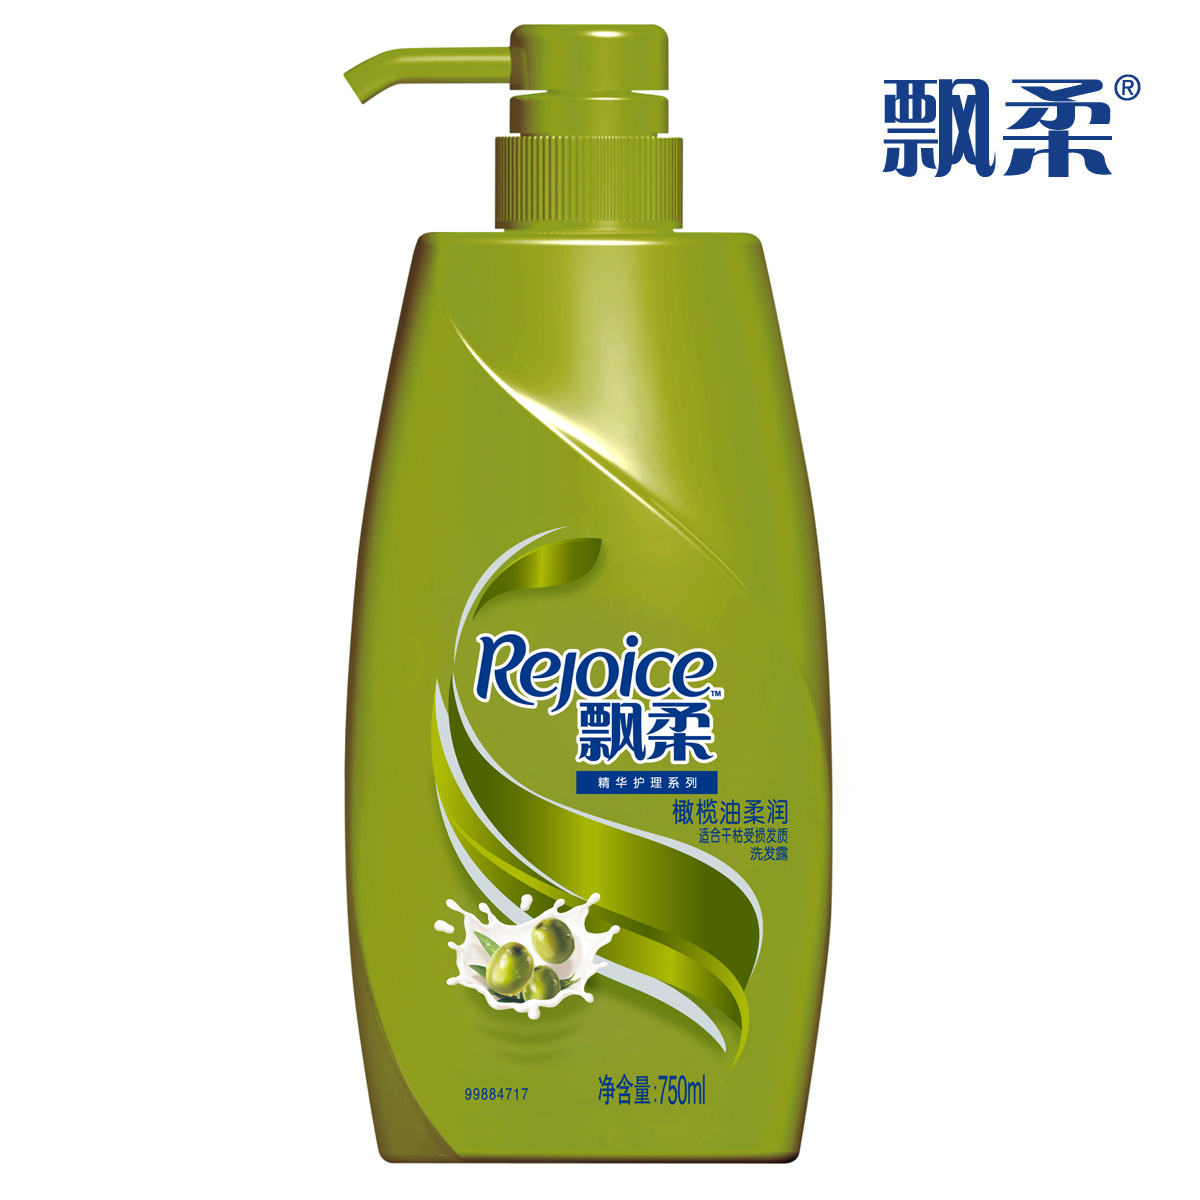 飘柔®
Rejoice™
飘柔
精华护理系列
橄榄油柔润
适合干枯受损发质
洗发露
99884717
净含量:750ml